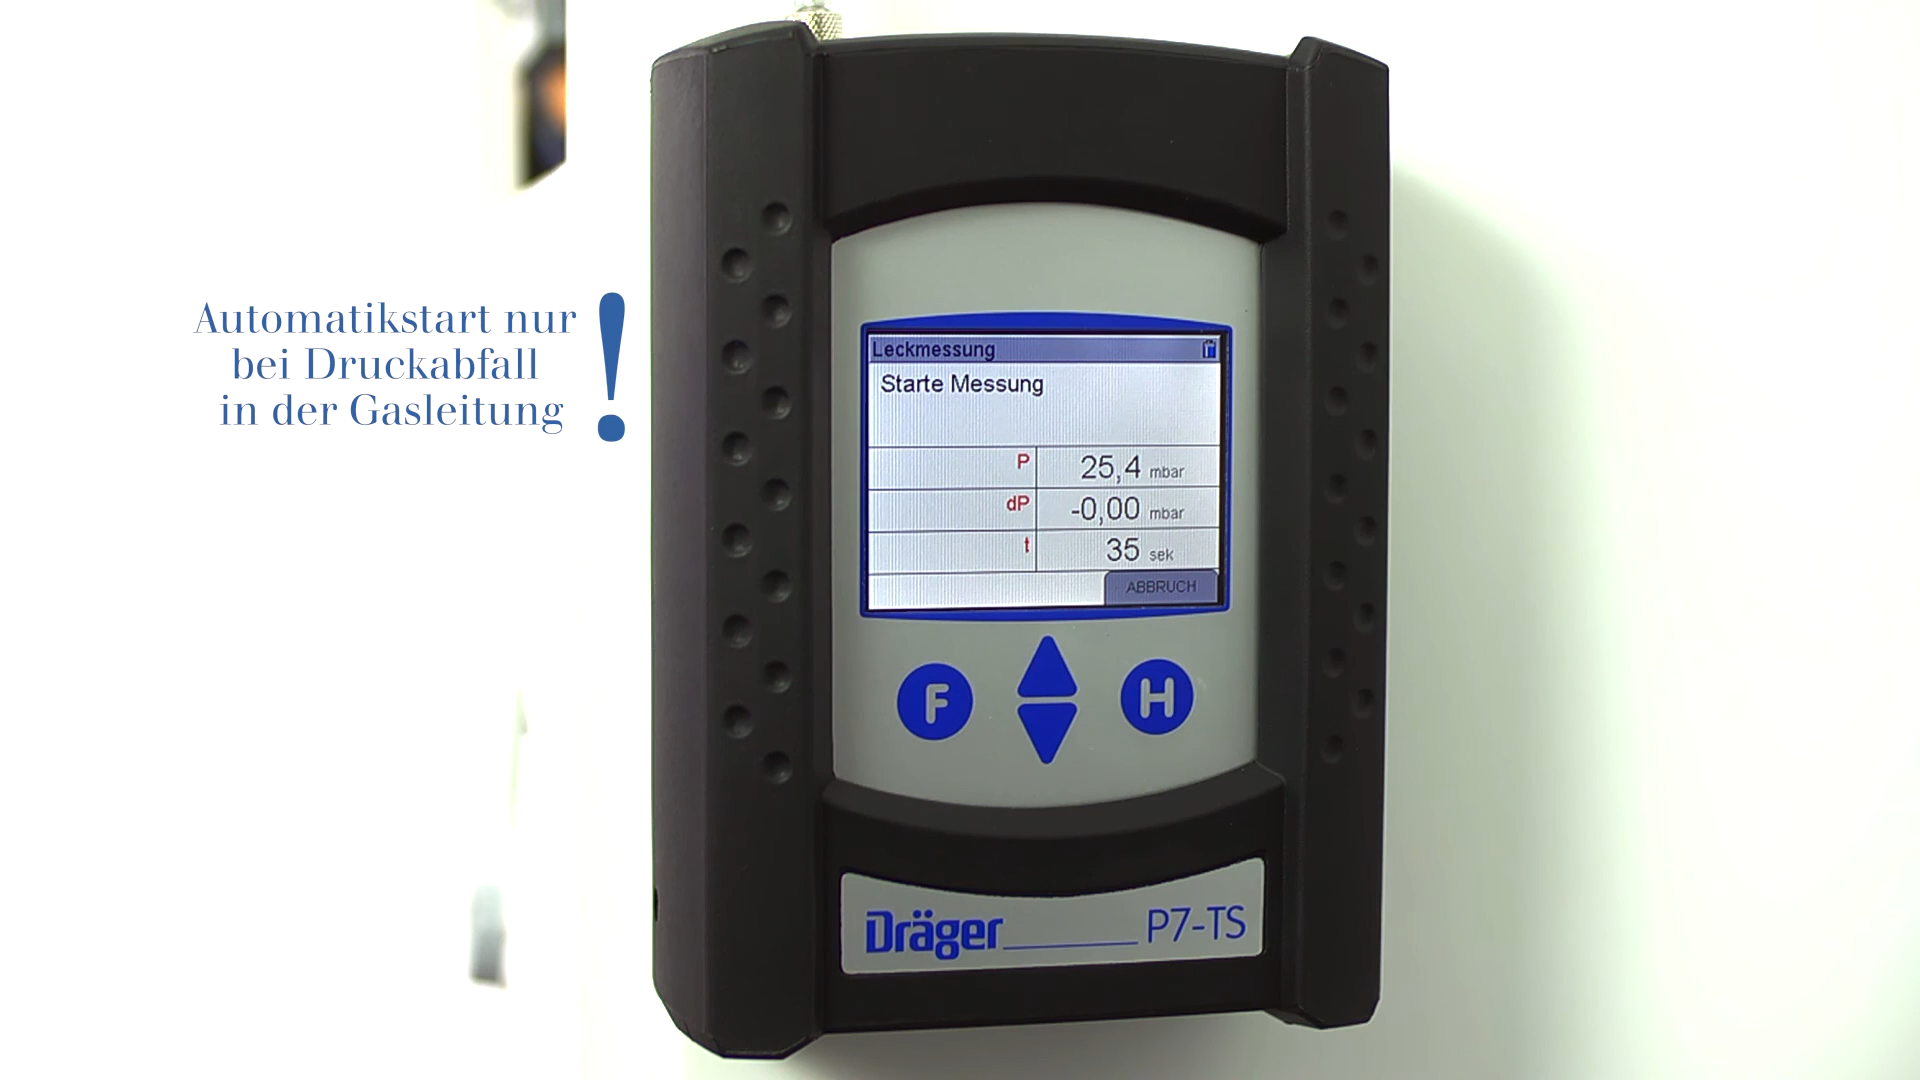 Automatikstart nur
bei Druckabfall
in der Gasleitung
!
Leckmessung
Starte Messung
P 25,4 mbar
dP -0,00 mbar
t 35 sek
ABBRUCH
F H
Dräger P7-TS